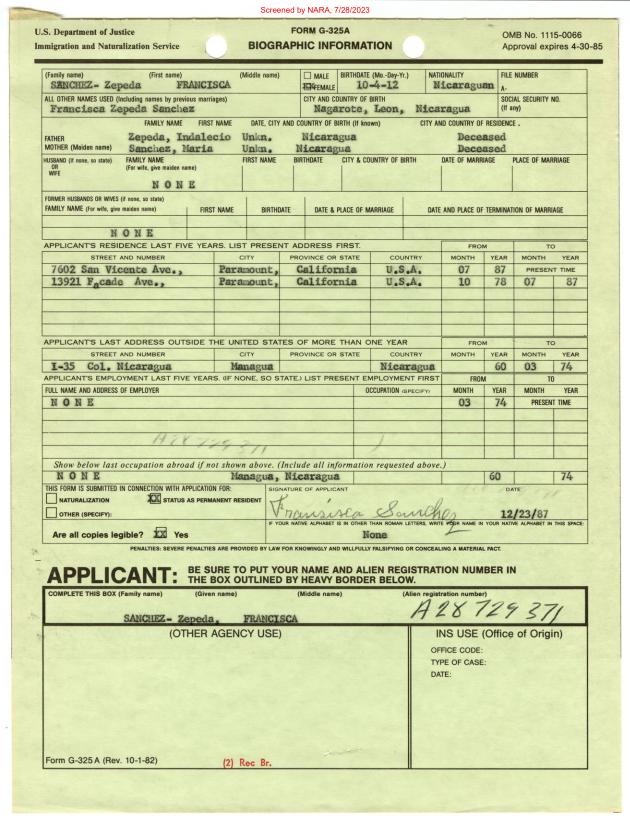 Screened by NARA, 7/28/2023
U.S. Department of Justice
Immigration and Naturalization Service
FORM G-325A
BIOGRAPHIC INFORMATION
OMB No. 1115-0066
Approval expires 4-30-85
(Family name) (First name) (Middle name) MALE BIRTHDATE (Mo.-Day-Yr.) NATIONALITY FILE NUMBER
SANCHEZ- Zepeda FRANCISCA XX FEMALE 10-4-12 Nicaraguan A-
ALL OTHER NAMES USED (Including names by previous marriages) CITY AND COUNTRY OF BIRTH SOCIAL SECURITY NO.
Francisca Zepeda Sanchez Nagarote, Leon, Nicaragua (If any)
FAMILY NAME FIRST NAME DATE, CITY AND COUNTRY OF BIRTH (If known) CITY AND COUNTRY OF RESIDENCE.
FATHER Zepeda, Indalecio Unkn. Nicaragua Deceased
MOTHER (Maiden name) Sanchez, Maria Unkn. Nicaragua Deceased
HUSBAND (If none, so state) FAMILY NAME FIRST NAME BIRTHDATE CITY & COUNTRY OF BIRTH DATE OF MARRIAGE PLACE OF MARRIAGE
OR (For wife, give maiden name)
WIFE
N O N E
FORMER HUSBANDS OR WIVES (if none, so state)
FAMILY NAME (For wife, give maiden name) FIRST NAME BIRTHDATE DATE & PLACE OF MARRIAGE DATE AND PLACE OF TERMINATION OF MARRIAGE
N O N E
APPLICANT'S RESIDENCE LAST FIVE YEARS. LIST PRESENT ADDRESS FIRST. FROM TO
STREET AND NUMBER CITY PROVINCE OR STATE COUNTRY MONTH YEAR MONTH YEAR
7602 San Vicente Ave., Paramount, California U.S.A. 07 87 PRESENT TIME
13921 Facade Ave., Paramount, California U.S.A. 10 78 07 87
APPLICANT'S LAST ADDRESS OUTSIDE THE UNITED STATES OF MORE THAN ONE YEAR FROM TO
STREET AND NUMBER CITY PROVINCE OR STATE COUNTRY MONTH YEAR MONTH YEAR
I-35 Col. Nicaragua Managua Nicaragua 60 03 74
APPLICANT'S EMPLOYMENT LAST FIVE YEARS. (IF NONE, SO STATE.) LIST PRESENT EMPLOYMENT FIRST FROM TO
FULL NAME AND ADDRESS OF EMPLOYER OCCUPATION (SPECIFY) MONTH YEAR MONTH YEAR
N O N E 03 74 PRESENT TIME
A28 729 371
Show below last occupation abroad if not shown above. (Include all information requested above.)
N O N E Managua, Nicaragua 60 74
THIS FORM IS SUBMITTED IN CONNECTION WITH APPLICATION FOR: SIGNATURE OF APPLICANT DATE
NATURALIZATION XX STATUS AS PERMANENT RESIDENT
OTHER (SPECIFY): Fransisca Sanchez 12/23/87
IF YOUR NATIVE ALPHABET IS IN OTHER THAN ROMAN LETTERS, WRITE YOUR NAME IN YOUR NATIVE ALPHABET IN THIS SPACE:
Are all copies legible? XX Yes None
PENALTIES: SEVERE PENALTIES ARE PROVIDED BY LAW FOR KNOWINGLY AND WILLFULLY FALSIFYING OR CONCEALING A MATERIAL FACT.
APPLICANT: BE SURE TO PUT YOUR NAME AND ALIEN REGISTRATION NUMBER IN
THE BOX OUTLINED BY HEAVY BORDER BELOW.
COMPLETE THIS BOX (Family name) (Given name) (Middle name) (Alien registration number)
SANCHEZ- Zepeda, FRANCISCA A28 729 371
(OTHER AGENCY USE) INS USE (Office of Origin)
OFFICE CODE:
TYPE OF CASE:
DATE:
Form G-325 A (Rev. 10-1-82) (2) Rec Br.